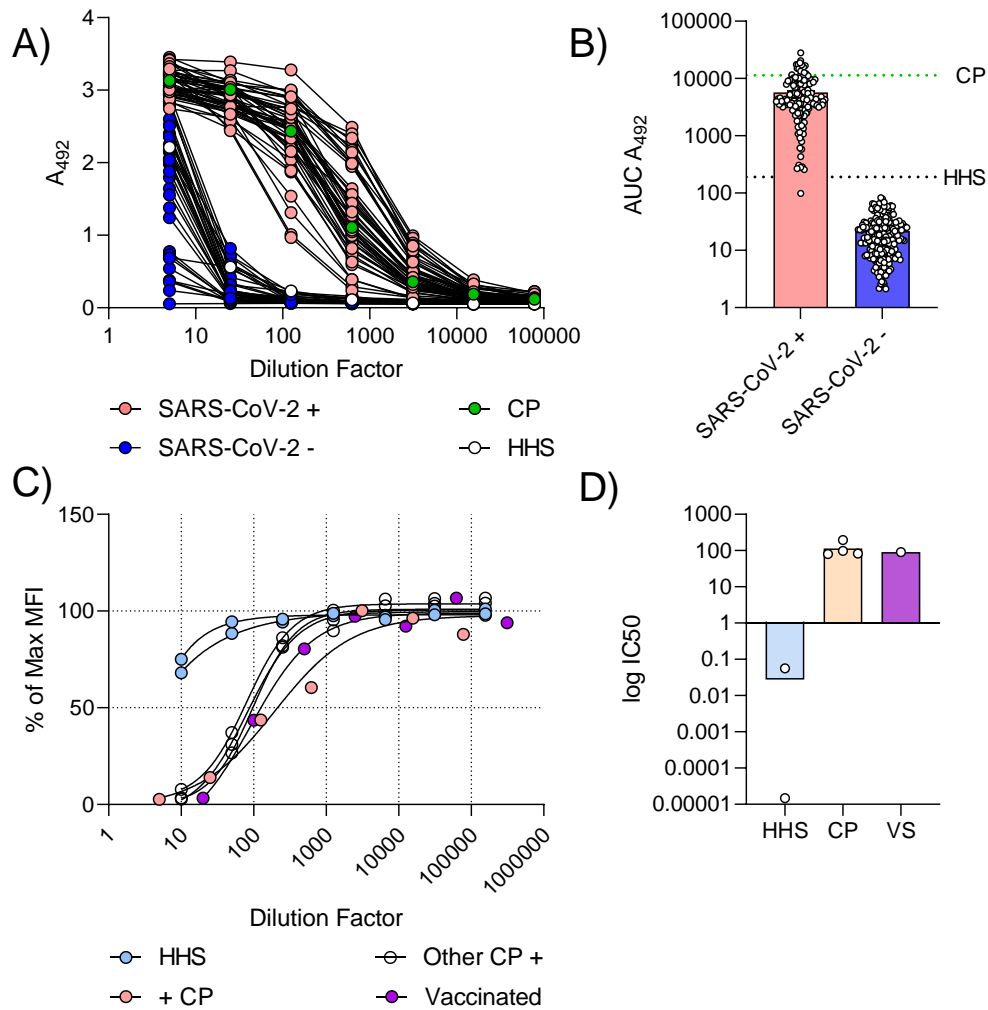 A)
4
3
2
1
0
A492
1 10 100 1000 10000 100000
Dilution Factor
SARS-CoV-2 +
CP
SARS-CoV-2 -
HHS
B)
100000
10000
1000
100
10
1
AUC A492
CP
HHS
SARS-CoV-2 +
SARS-CoV-2 -
C)
150
100
50
0
% of Max MFI
1 10 100 1000 10000 100000 1000000
Dilution Factor
HHS
Other CP +
+ CP
Vaccinated
D)
1000
100
10
1
0.1
0.01
0.001
0.0001
0.00001
log IC50
HHS CP VS